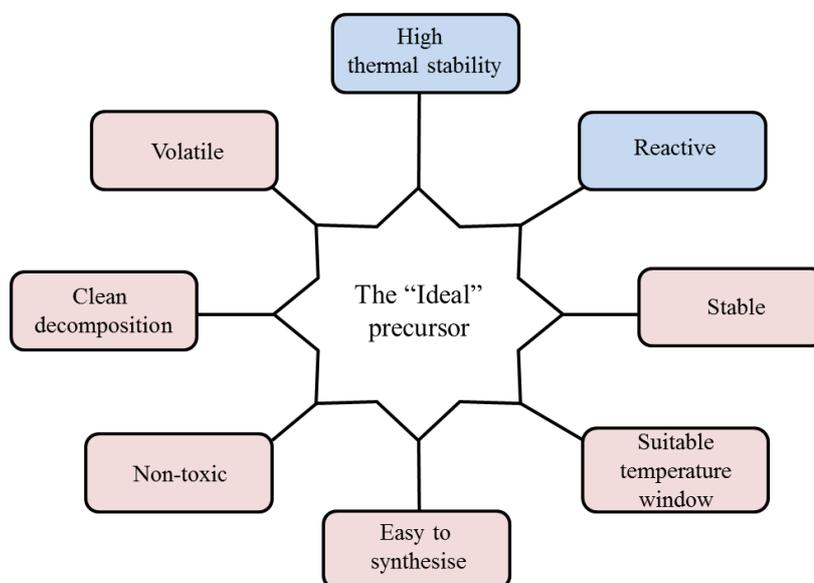 High
thermal stability
Volatile
Reactive
Clean
decomposition
The “Ideal”
precursor
Stable
Non-toxic
Suitable
temperature
window
Easy to
synthesise